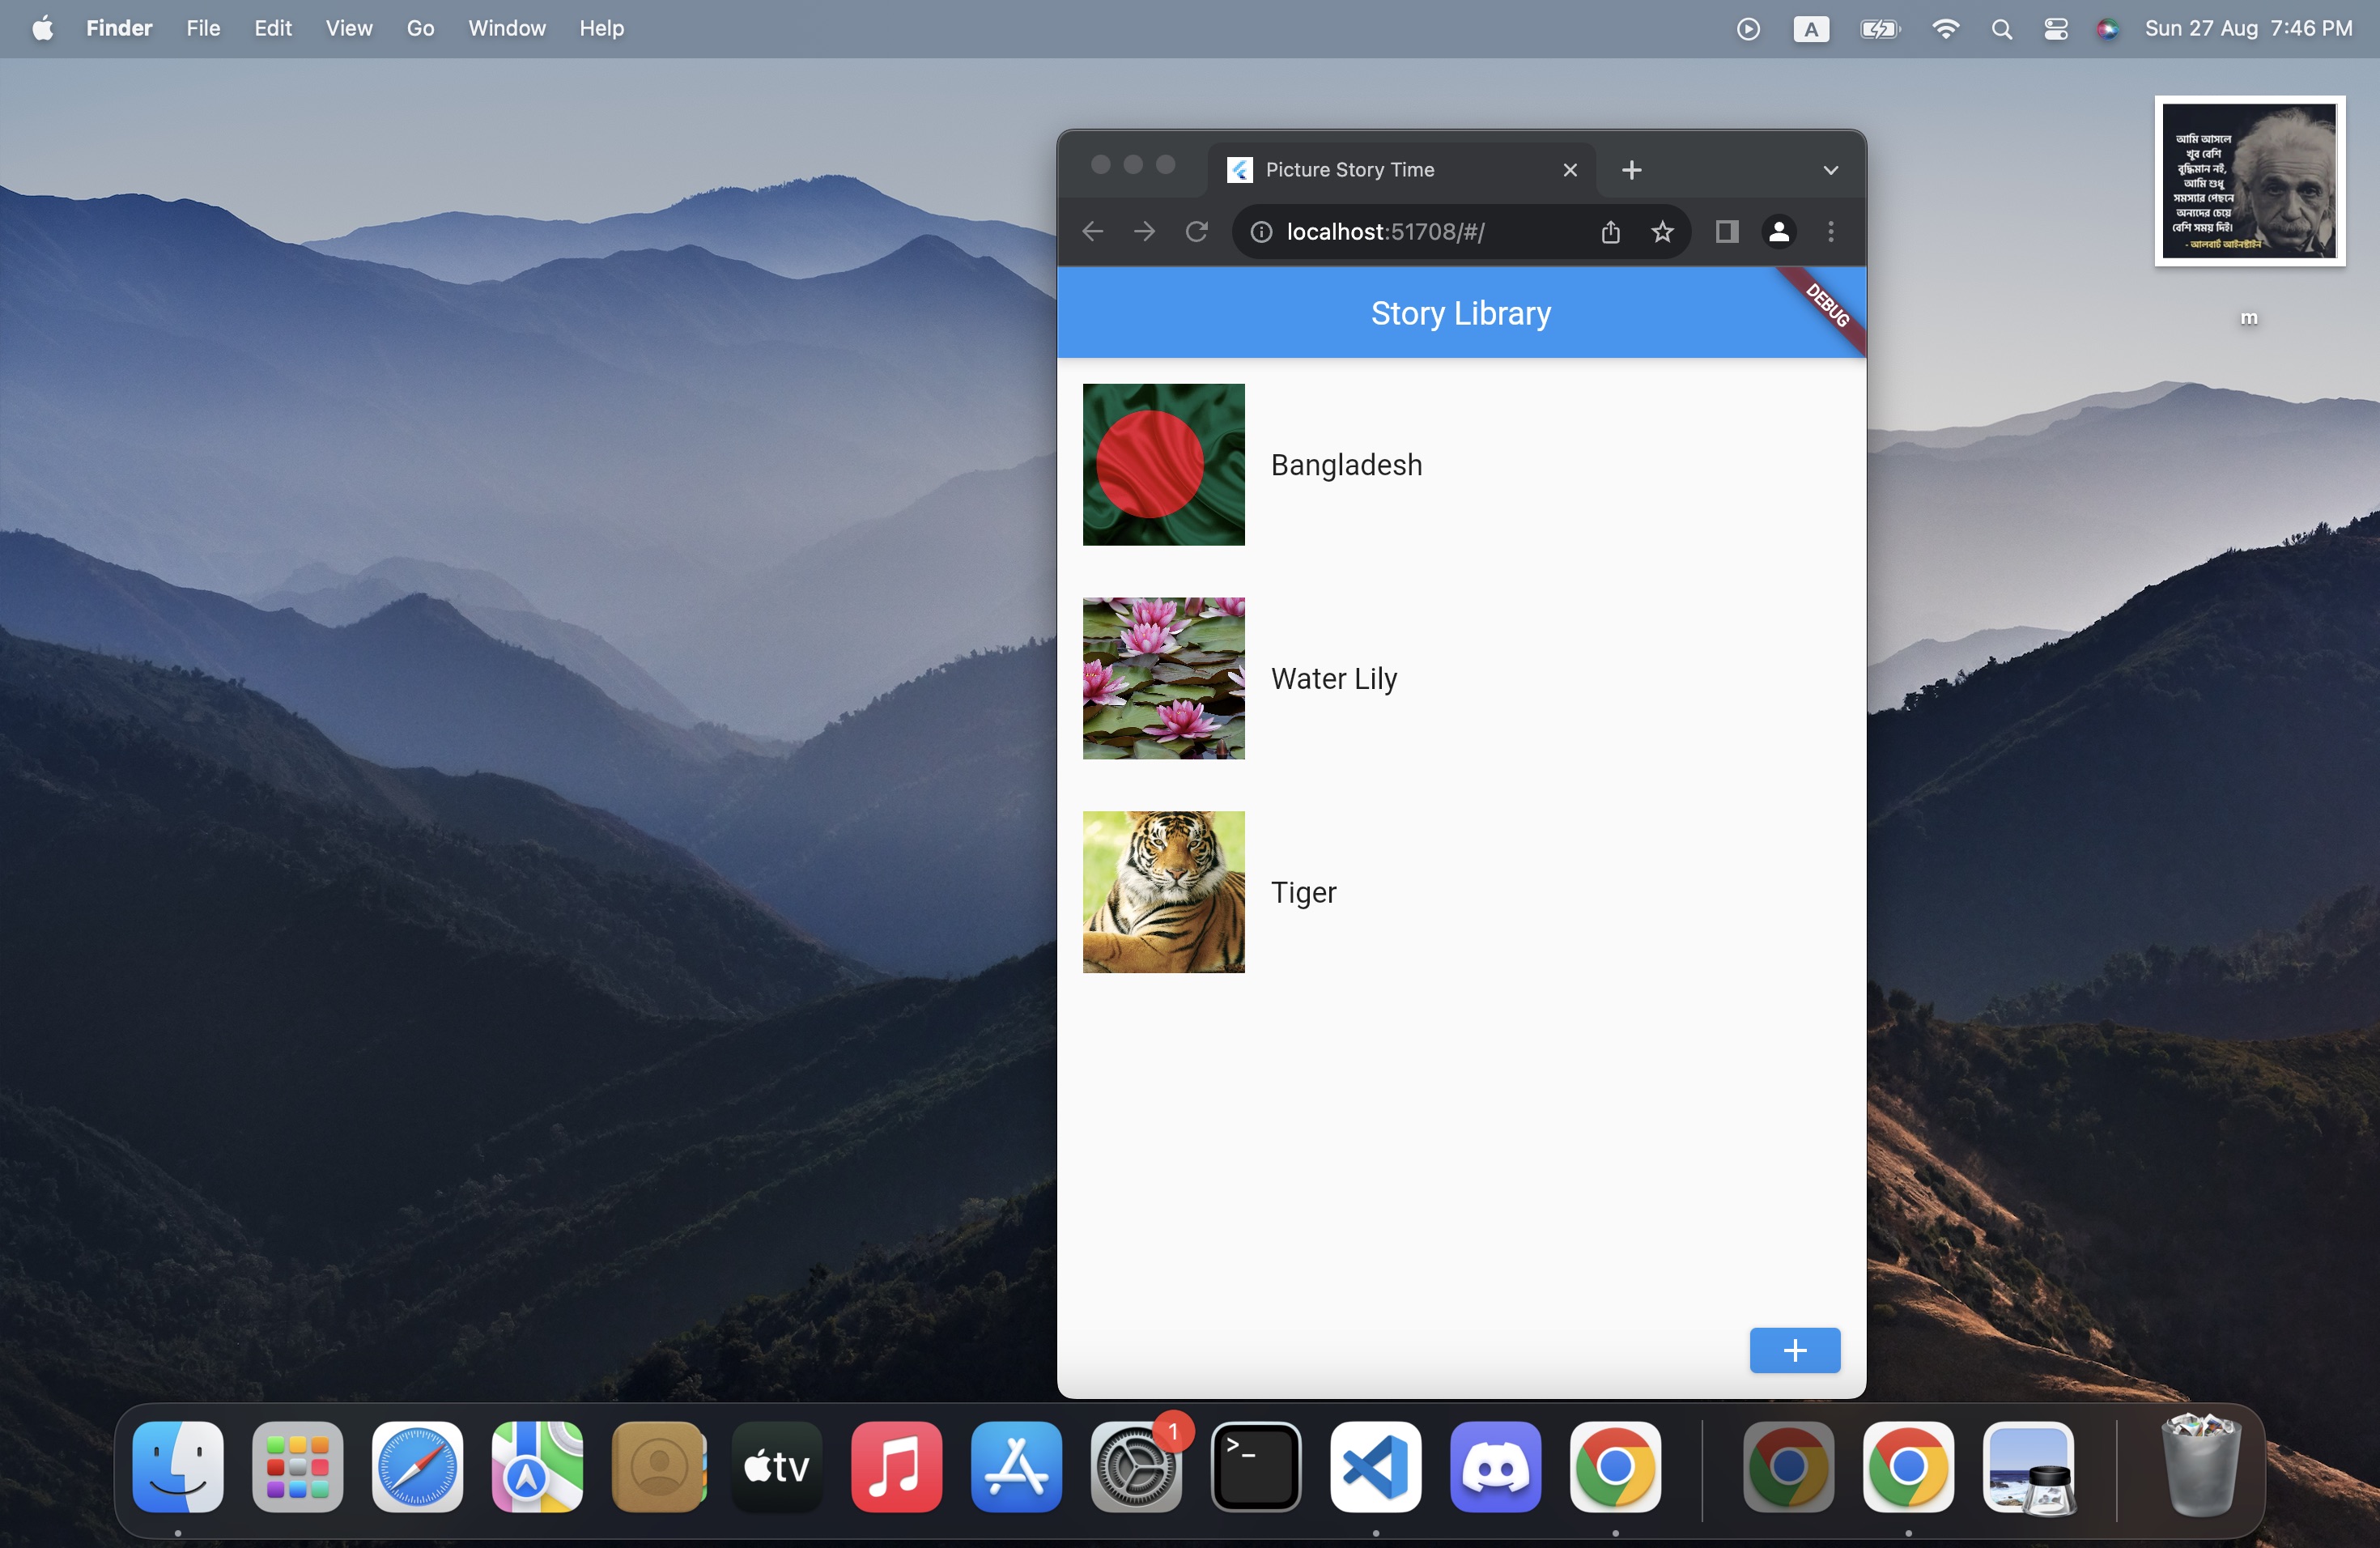 Finder File Edit View Go Window Help
A Sun 27 Aug 7:46 PM
Picture Story Time
localhost:51708/#/
Story Library
DEBUG
Bangladesh
Water Lily
Tiger
আমি আসলে
খুব বেশি
বুদ্ধিমান নই,
আমি শুধু
সমস্যার পেছনে
অন্যদের চেয়ে
বেশি সময় দিই।
- আলবার্ট আইনস্টাইন
m
tv
1
>_